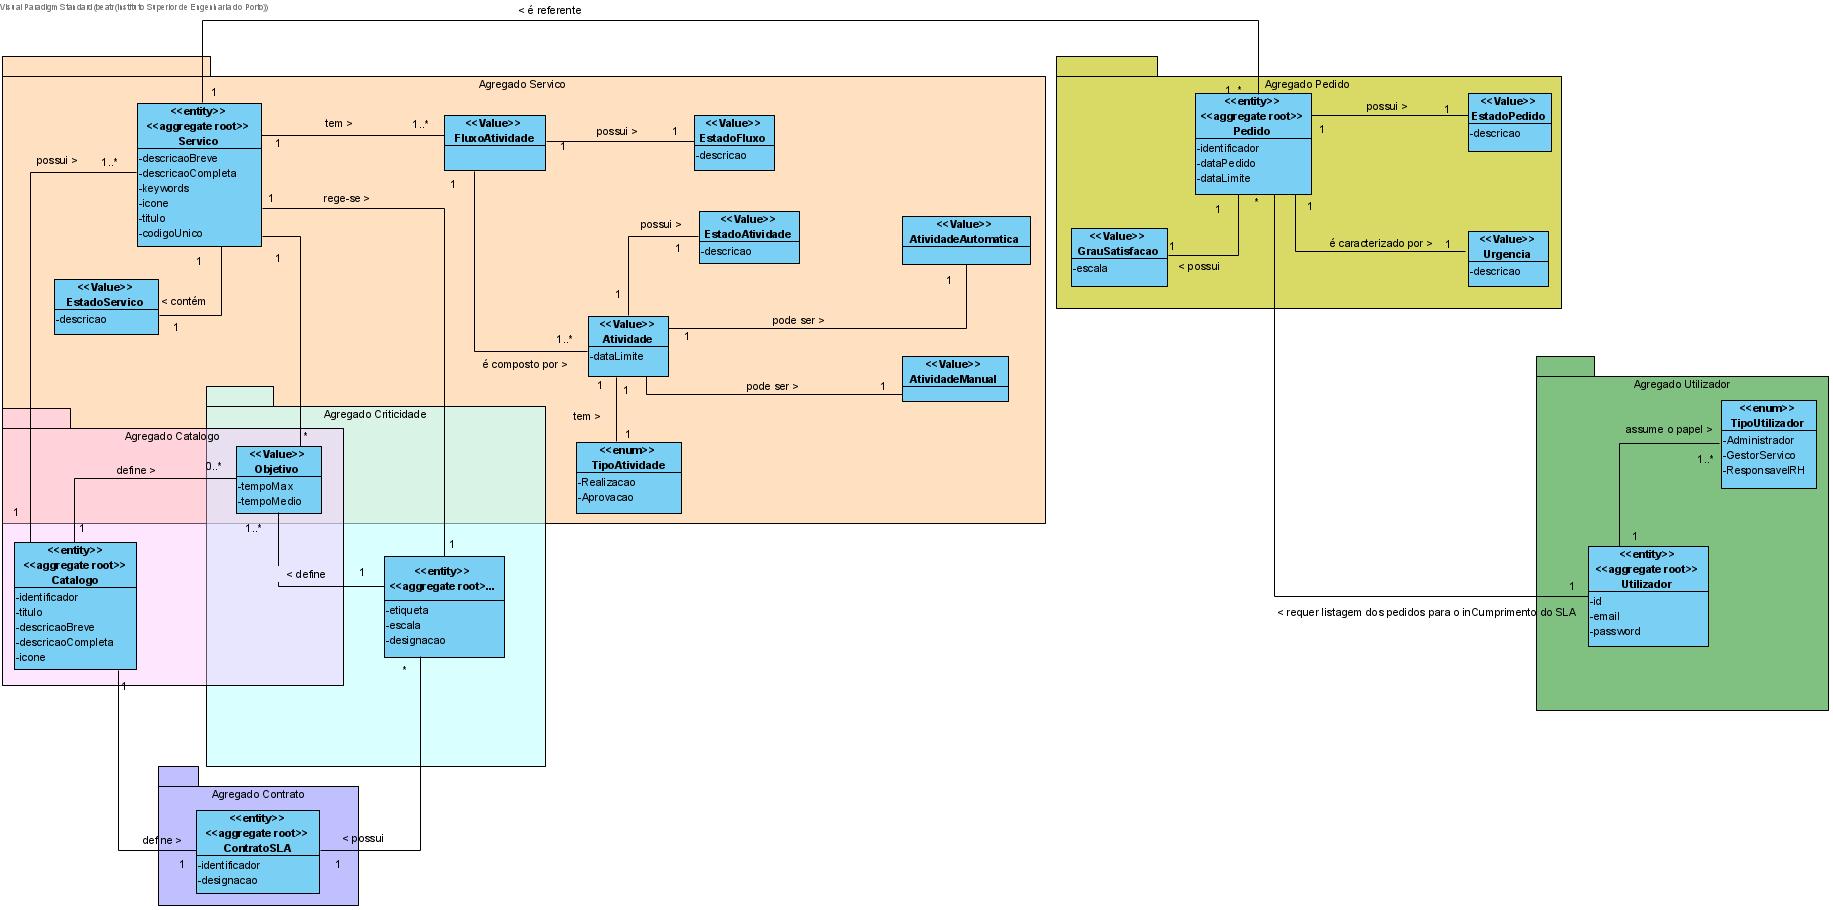 Visual Paradigm Standard(beatr(Instituto Superior de Engenharia do Porto))
< é referente
Agregado Servico
1
<<entity>>
<<aggregate root>>
Servico
-descricaoBreve
-descricaoCompleta
-keywords
-icone
-titulo
-codigoUnico
tem >
1
1..*
<<Value>>
FluxoAtividade
possui >
1
1
<<Value>>
EstadoFluxo
-descricao
possui >
1..*
1
rege-se >
1
1
1
<<Value>>
EstadoServico
-descricao
< contém
1
possui >
1
1
<<Value>>
EstadoAtividade
-descricao
<<Value>>
AtividadeAutomatica
1
1..*
é composto por >
<<Value>>
Atividade
-dataLimite
pode ser >
1
pode ser >
1
<<Value>>
AtividadeManual
1
1
tem >
1
<<enum>>
TipoAtividade
-Realizacao
-Aprovacao
Agregado Pedido
1..*
<<entity>>
<<aggregate root>>
Pedido
-identificador
-dataPedido
-dataLimite
possui >
1
1
<<Value>>
EstadoPedido
-descricao
1
*
1
<<Value>>
GrauSatisfacao
-escala
1
< possui
é caracterizado por >
1
<<Value>>
Urgencia
-descricao
Agregado Utilizador
<<enum>>
TipoUtilizador
-Administrador
-GestorServico
-ResponsavelRH
assume o papel >
1..*
1
<<entity>>
<<aggregate root>>
Utilizador
-id
-email
-password
1
< requer listagem dos pedidos para o inCumprimento do SLA
Agregado Criticidade
Agregado Catalogo
*
define >
0..*
<<Value>>
Objetivo
-tempoMax
-tempoMedio
1
1
1..*
<<entity>>
<<aggregate root>>
Catalogo
-identificador
-titulo
-descricaoBreve
-descricaoCompleta
-icone
1
< define
1
<<entity>>
<<aggregate root>>...
-etiqueta
-escala
-designacao
*
1
Agregado Contrato
<<entity>>
<<aggregate root>>
ContratoSLA
-identificador
-designacao
define >
1
< possui
1